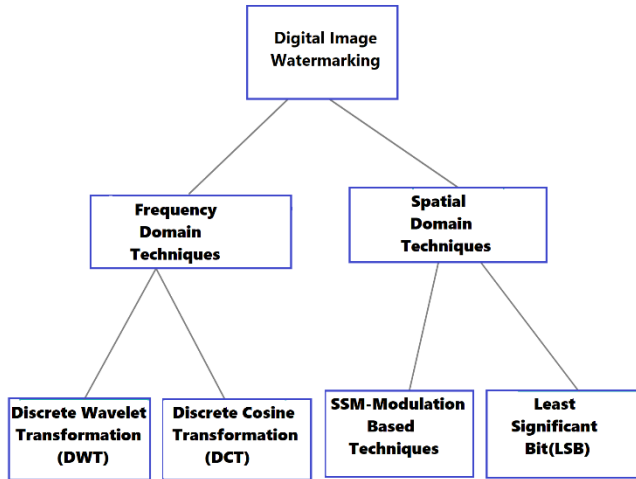 Digital Image
Watermarking
Frequency
Domain
Techniques
Spatial
Domain
Techniques
Discrete Wavelet
Transformation
(DWT)
Discrete Cosine
Transformation
(DCT)
SSM-Modulation
Based
Techniques
Least
Significant
Bit(LSB)